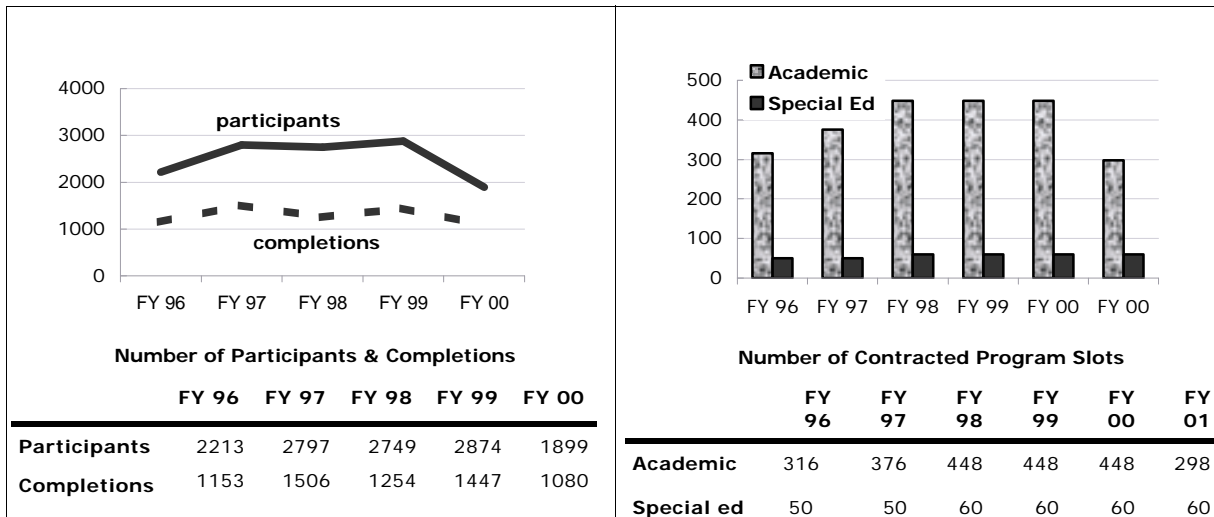 4000
3000
2000
1000
0
participants
completions
FY 96 FY 97 FY 98 FY 99 FY 00
Number of Participants & Completions
FY 96 FY 97 FY 98 FY 99 FY 00
Participants 2213 2797 2749 2874 1899
Completions 1153 1506 1254 1447 1080
500
400
300
200
100
0
Academic
Special Ed
FY 96 FY 97 FY 98 FY 99 FY 00 FY 00
Number of Contracted Program Slots
FY FY FY FY FY FY
96 97 98 99 00 01
Academic 316 376 448 448 448 298
Special ed 50 50 60 60 60 60